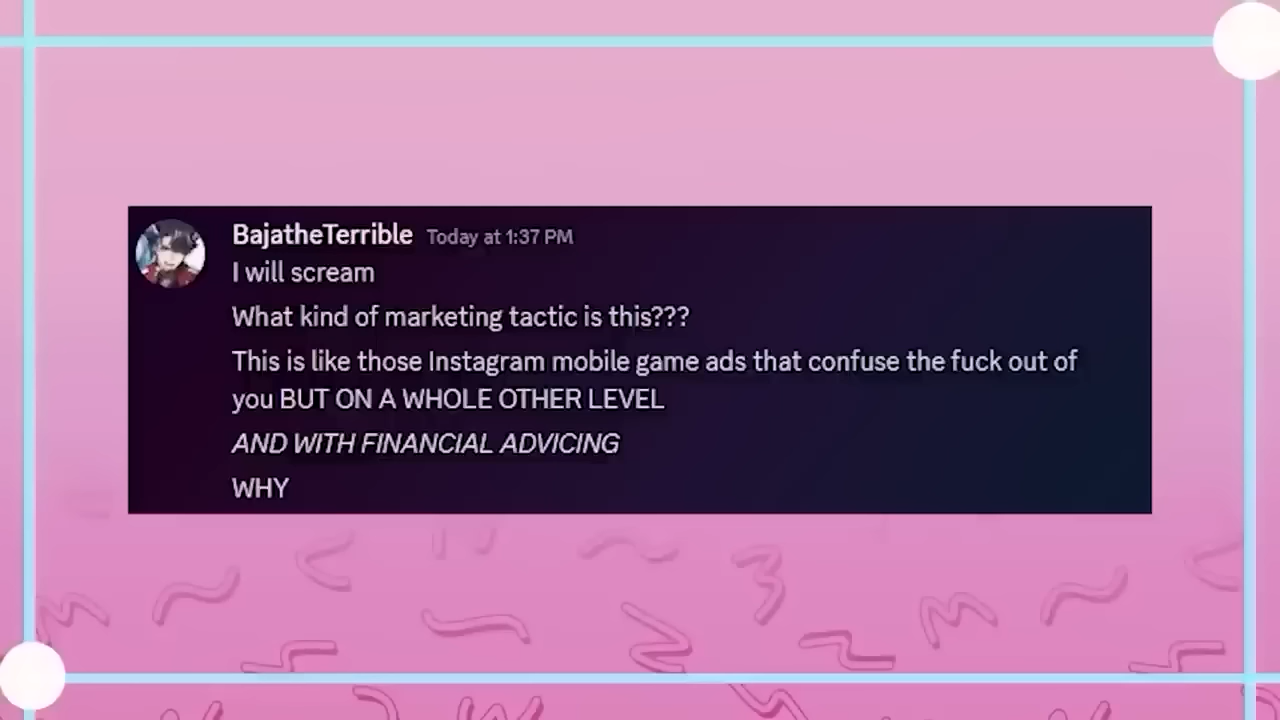 BajatheTerrible Today at 1:37 PM
I will scream
What kind of marketing tactic is this???
This is like those Instagram mobile game ads that confuse the fuck out of
you BUT ON A WHOLE OTHER LEVEL
AND WITH FINANCIAL ADVICING
WHY